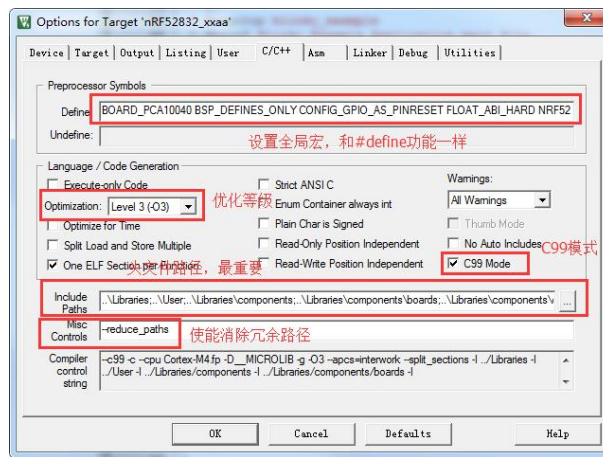 Options for Target 'nRF52832_xxaa'
Device | Target | Output | Listing | User | C/C++ | Asm | Linker | Debug | Utilities
Preprocessor Symbols
Define: BOARD_PCA10040 BSP_DEFINES_ONLY CONFIG_GPIO_AS_PINRESET FLOAT_ABI_HARD NRF52
Undefine:
设置全局宏，和#define功能一样
Language / Code Generation
Execute-only Code
Strict ANSI C
Warnings:
Optimization: Level 3 (-O3)
优化等级
Enum Container always int
All Warnings
Optimize for Time
Plain Char is Signed
Thumb Mode
Split Load and Store Multiple
Read-Only Position Independent
No Auto Includes
C99模式
One ELF Section per Function
头文件路径，最重要
Read-Write Position Independent
C99 Mode
Include Paths
..\Libraries;..\User;..\Libraries\components;..\Libraries\components\boards;..\Libraries\components\
...
Misc Controls
--reduce_paths
使能消除冗余路径
Compiler control string
--c99 -c --cpu Cortex-M4.fp -D__MICROLIB -g -O3 --apcs=interwork --split_sections -I ../Libraries -I
../User -I ../Libraries/components -I ../Libraries/components/boards -I
OK
Cancel
Defaults
Help